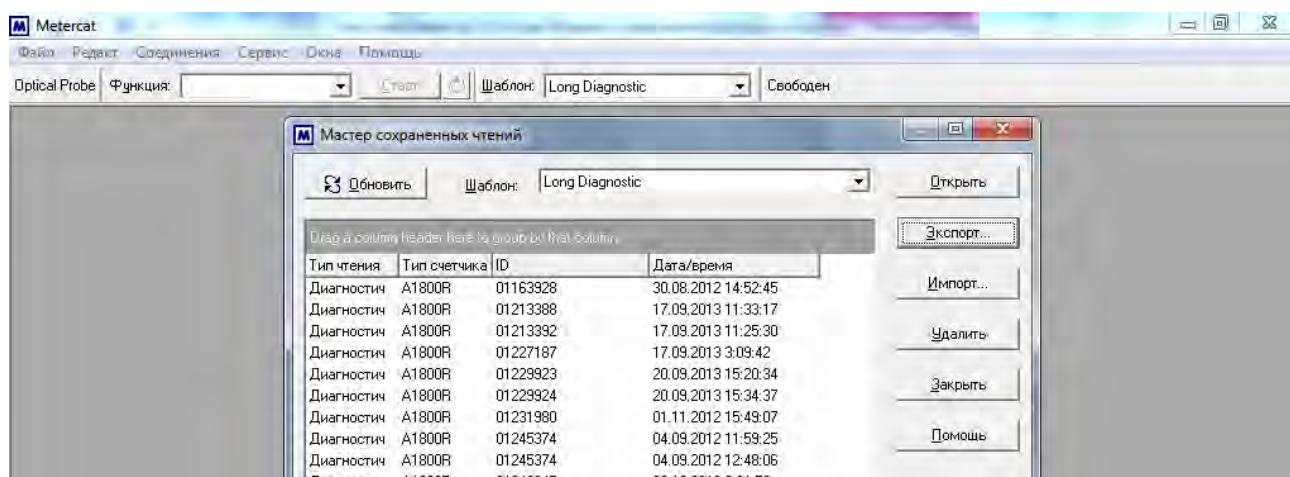 Metercat
Файл Редакт Соединения Сервис Окна Помощь
Optical Probe Функция: Старт Шаблон: Long Diagnostic Свободен
Мастер сохраненных чтений
Обновить Шаблон: Long Diagnostic Открыть
Drag a column header here to group by that column
Экспорт...
Тип чтения Тип счетчика ID Дата/время
Диагностич A1800R 01163928 30.08.2012 14:52:45
Импорт...
Диагностич A1800R 01213388 17.09.2013 11:33:17
Диагностич A1800R 01213392 17.09.2013 11:25:30
Удалить
Диагностич A1800R 01227187 17.09.2013 3:09:42
Диагностич A1800R 01229923 20.09.2013 15:20:34
Закрыть
Диагностич A1800R 01229924 20.09.2013 15:34:37
Диагностич A1800R 01231980 01.11.2012 15:49:07
Диагностич A1800R 01245374 04.09.2012 11:59:25
Помощь
Диагностич A1800R 01245374 04.09.2012 12:48:06